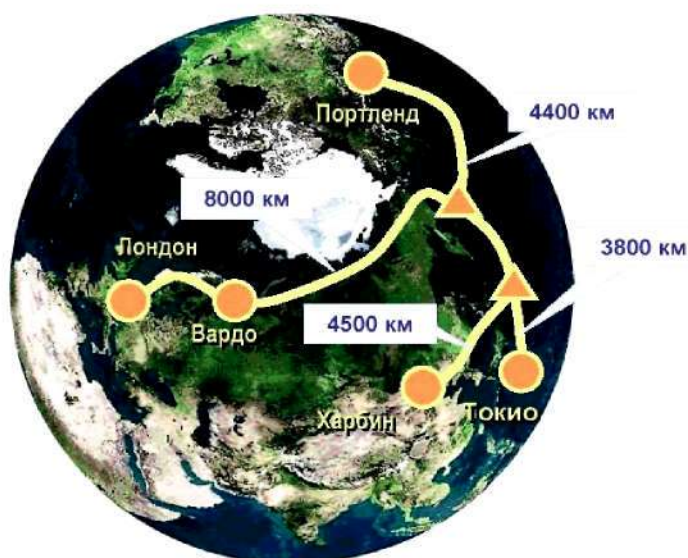 Портленд
4400 км
8000 км
Лондон
3800 км
Вардо
4500 км
Харбин
Токио